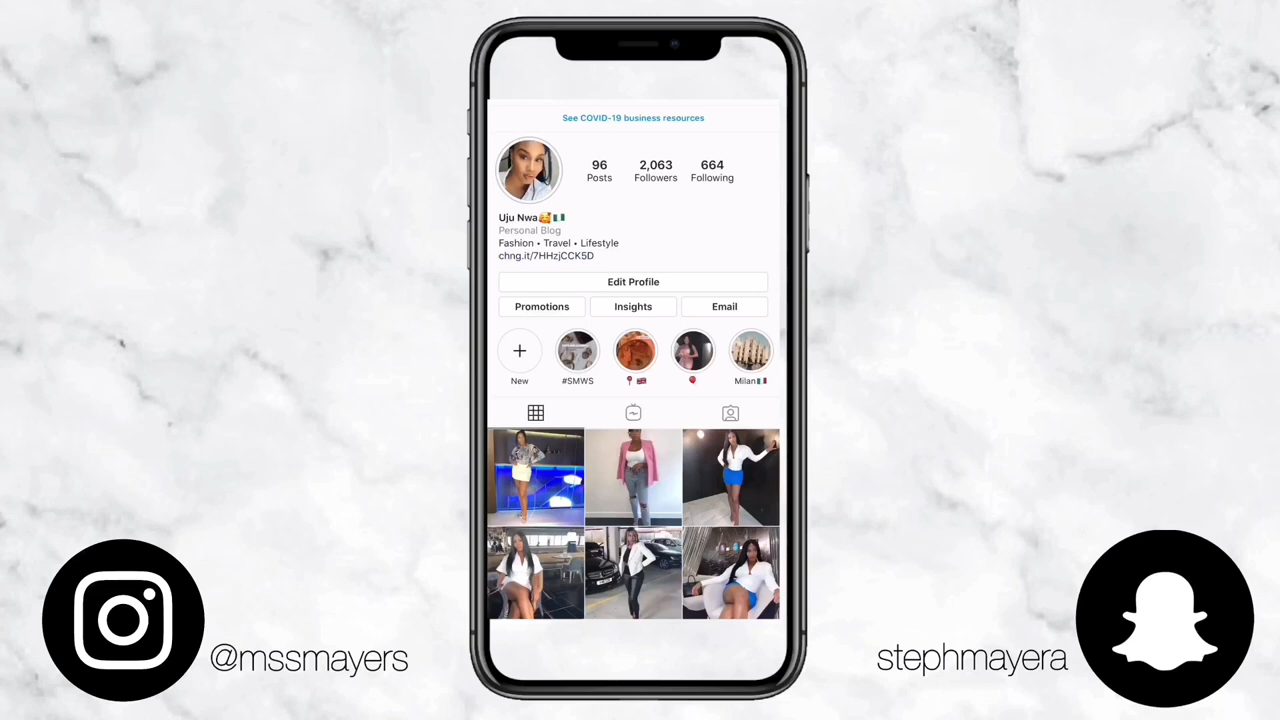 See COVID-19 business resources
96 2,063 664
Posts Followers Following
Uju Nwa🥰🇳🇬
Personal Blog
Fashion • Travel • Lifestyle
chng.it/7HHzjCCK5D
Edit Profile
Promotions Insights Email
New #SMWS 📍🇬🇧 🎈 Milan🇮🇹
@mssmayers
stephmayera